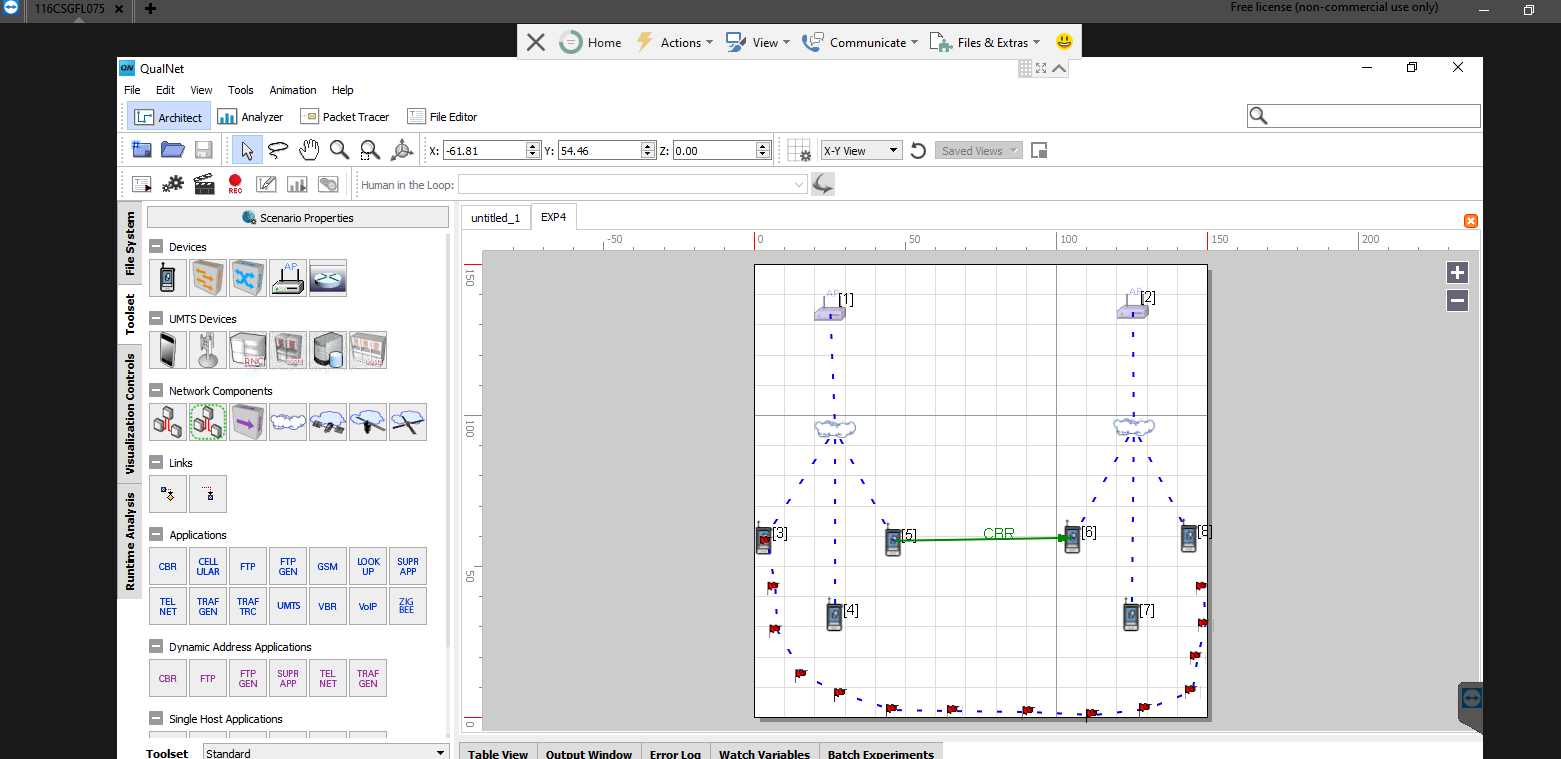 116CSGFL075
Free license (non-commercial use only)
Home Actions View Communicate Files & Extras
QN QualNet
File Edit View Tools Animation Help
Architect Analyzer Packet Tracer File Editor
X: -61.81 Y: 54.46 Z: 0.00 X-Y View Saved Views
REC Human in the Loop:
File System
Toolset
Visualization Controls
Runtime Analysis
Scenario Properties
Devices
AP
UMTS Devices
RNC
Network Components
Links
Applications
CBR CELL ULAR FTP FTP GEN GSM LOOK UP SUPR APP
TEL NET TRAF GEN TRAF TRC UMTS VBR VoIP ZIG BEE
Dynamic Address Applications
CBR FTP FTP GEN SUPR APP TEL NET TRAF GEN
Single Host Applications
Toolset Standard
untitled_1 EXP4
-50 0 50 100 150 200
150
100
50
0
AP [1] AP [2]
[3] [5] CBR [6] [8]
[4] [7]
Table View Output Window Error Log Watch Variables Batch Experiments